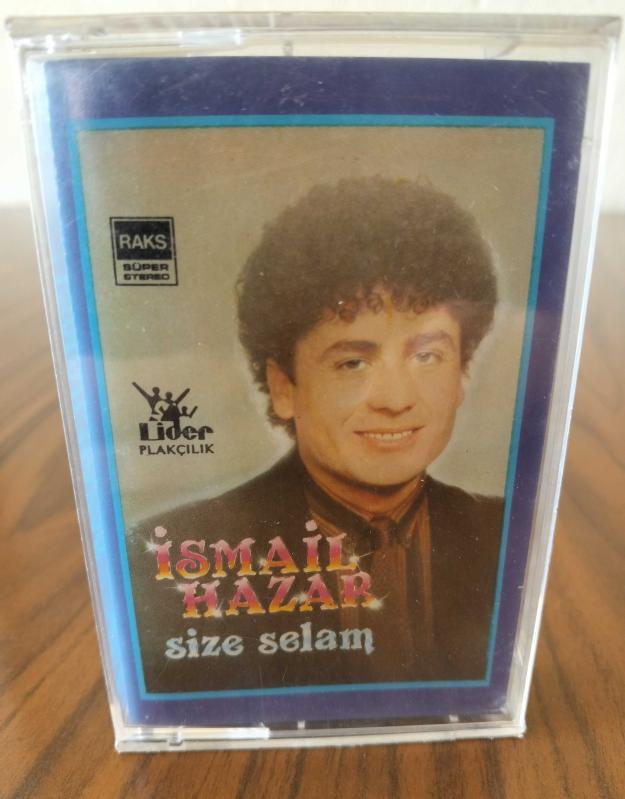 RAKS
SÜPER
STEREO
Lider
PLAKÇILIK
İSMAİL
HAZAR
size selam